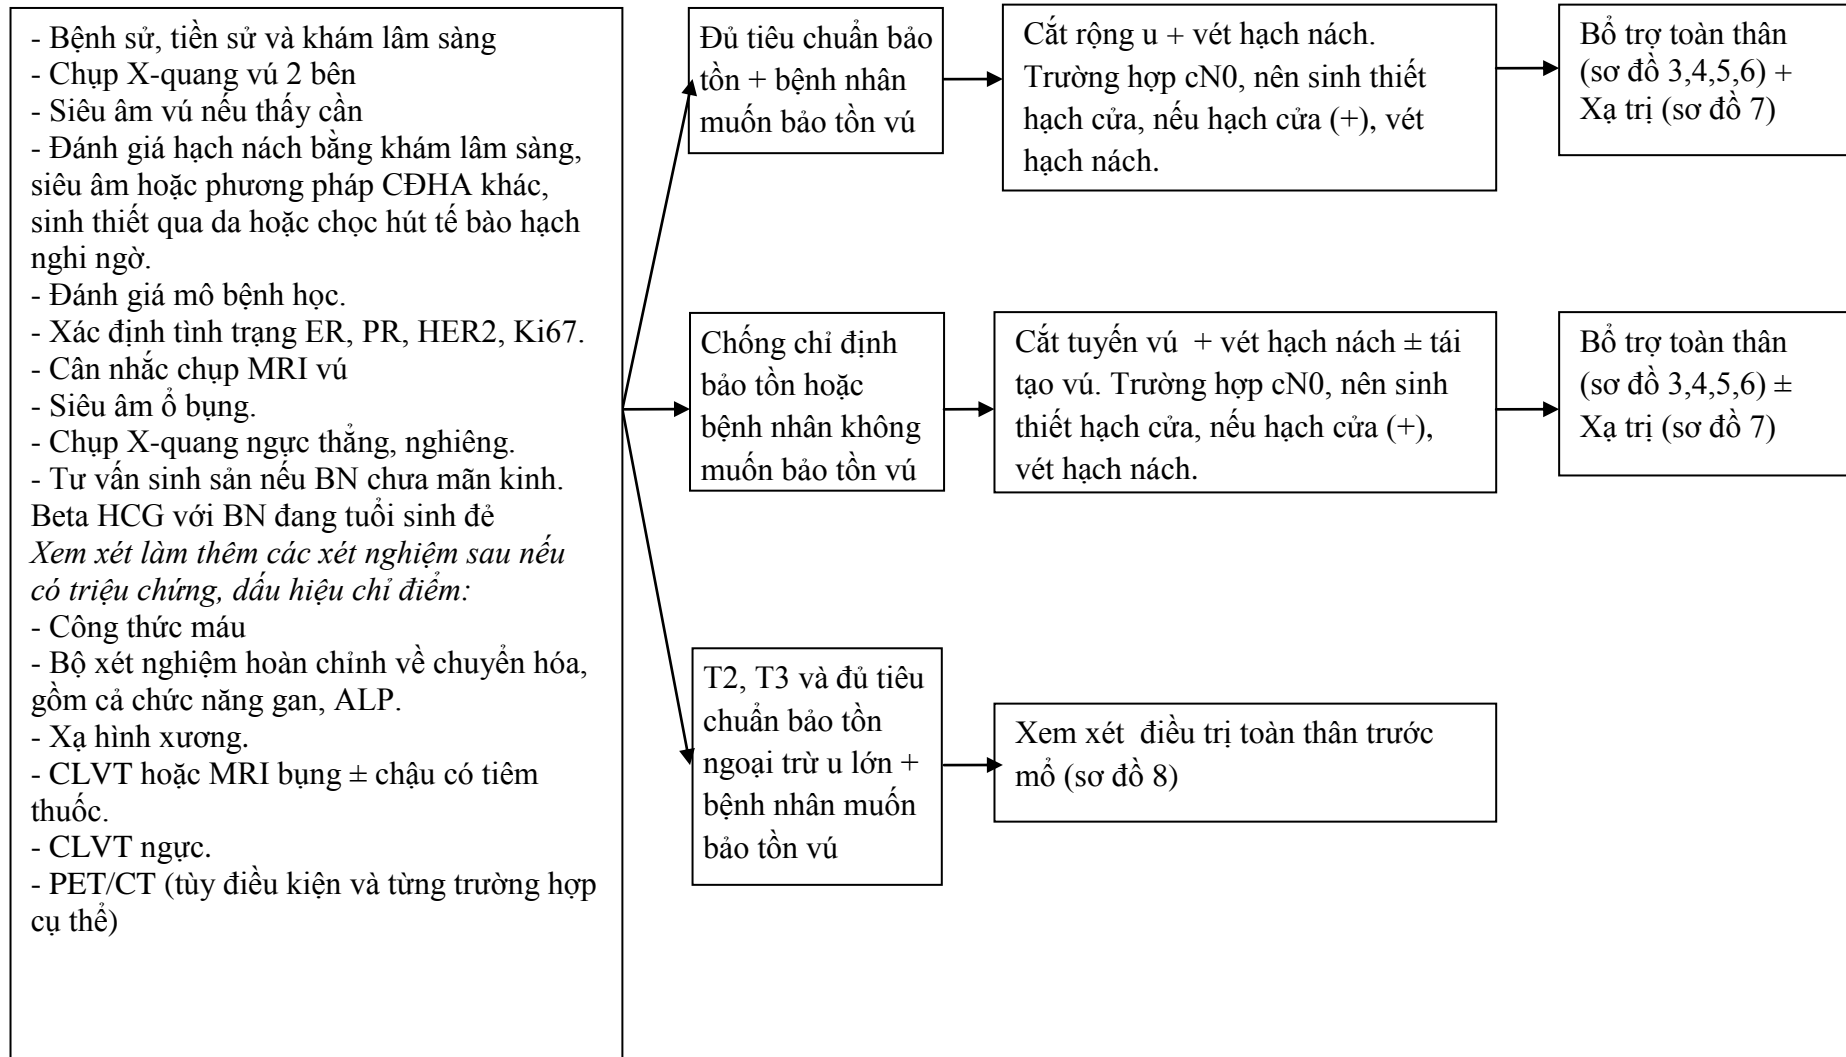 - Bệnh sử, tiền sử và khám lâm sàng
- Chụp X-quang vú 2 bên
- Siêu âm vú nếu thấy cần
- Đánh giá hạch nách bằng khám lâm sàng,
siêu âm hoặc phương pháp CĐHA khác,
sinh thiết qua da hoặc chọc hút tế bào hạch
nghi ngờ.
- Đánh giá mô bệnh học.
- Xác định tình trạng ER, PR, HER2, Ki67.
- Cân nhắc chụp MRI vú
- Siêu âm ổ bụng.
- Chụp X-quang ngực thẳng, nghiêng.
- Tư vấn sinh sản nếu BN chưa mãn kinh.
Beta HCG với BN đang tuổi sinh đẻ
Xem xét làm thêm các xét nghiệm sau nếu
có triệu chứng, dấu hiệu chỉ điểm:
- Công thức máu
- Bộ xét nghiệm hoàn chỉnh về chuyển hóa,
gồm cả chức năng gan, ALP.
- Xạ hình xương.
- CLVT hoặc MRI bụng ± chậu có tiêm
thuốc.
- CLVT ngực.
- PET/CT (tùy điều kiện và từng trường hợp
cụ thể)
Đủ tiêu chuẩn bảo
tồn + bệnh nhân
muốn bảo tồn vú
Cắt rộng u + vét hạch nách.
Trường hợp cN0, nên sinh thiết
hạch cửa, nếu hạch cửa (+), vét
hạch nách.
Bổ trợ toàn thân
(sơ đồ 3,4,5,6) +
Xạ trị (sơ đồ 7)
Chống chỉ định
bảo tồn hoặc
bệnh nhân không
muốn bảo tồn vú
Cắt tuyến vú + vét hạch nách ± tái
tạo vú. Trường hợp cN0, nên sinh
thiết hạch cửa, nếu hạch cửa (+),
vét hạch nách.
Bổ trợ toàn thân
(sơ đồ 3,4,5,6) ±
Xạ trị (sơ đồ 7)
T2, T3 và đủ tiêu
chuẩn bảo tồn
ngoại trừ u lớn +
bệnh nhân muốn
bảo tồn vú
Xem xét điều trị toàn thân trước
mổ (sơ đồ 8)